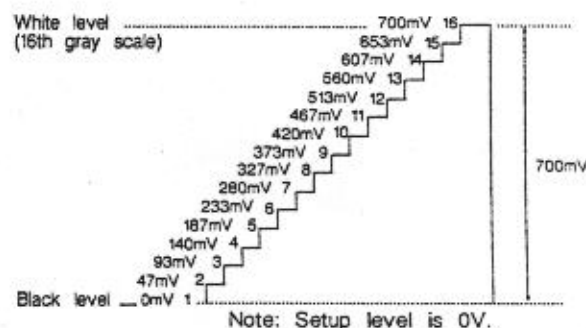 White level 700mV 16
(16th gray scale) 653mV 15
607mV 14
560mV 13
513mV 12
467mV 11
420mV 10
373mV 9
700mV
327mV 8
280mV 7
233mV 6
187mV 5
140mV 4
93mV 3
47mV 2
Black level 0mV 1
Note: Setup level is 0V.